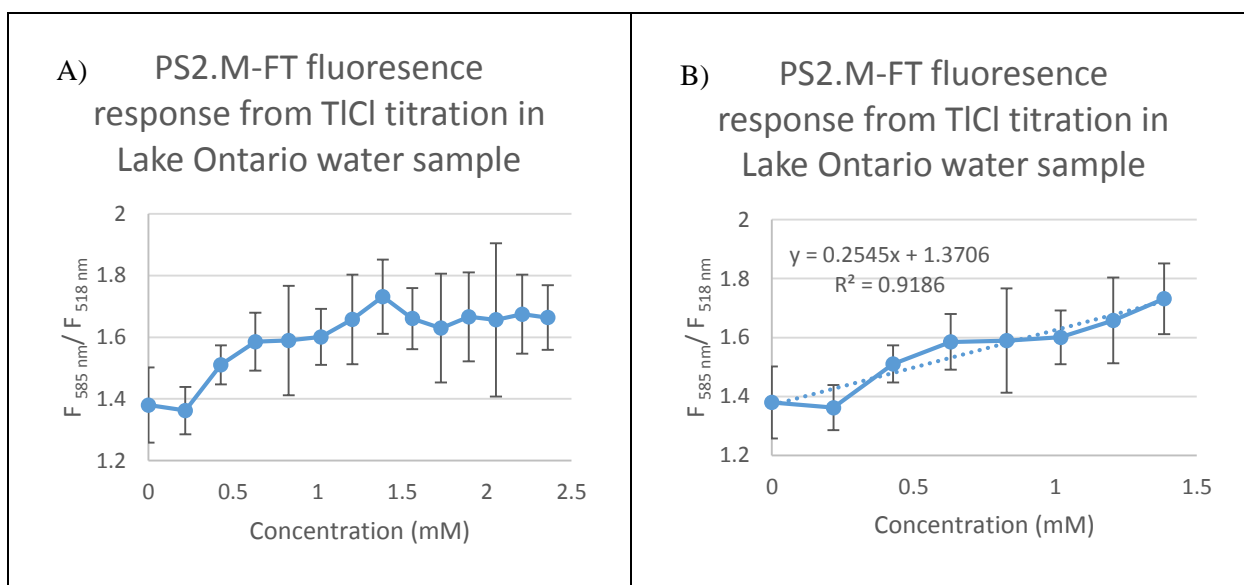 A)
PS2.M-FT fluoresence
response from TlCl titration in
Lake Ontario water sample
2
1.8
1.6
1.4
1.2
F 585 nm/ F 518 nm
0 0.5 1 1.5 2 2.5
Concentration (mM)
B)
PS2.M-FT fluoresence
response from TlCl titration in
Lake Ontario water sample
2
y = 0.2545x + 1.3706
R² = 0.9186
1.8
1.6
1.4
1.2
F 585 nm/ F 518 nm
0 0.5 1 1.5
Concentration (mM)